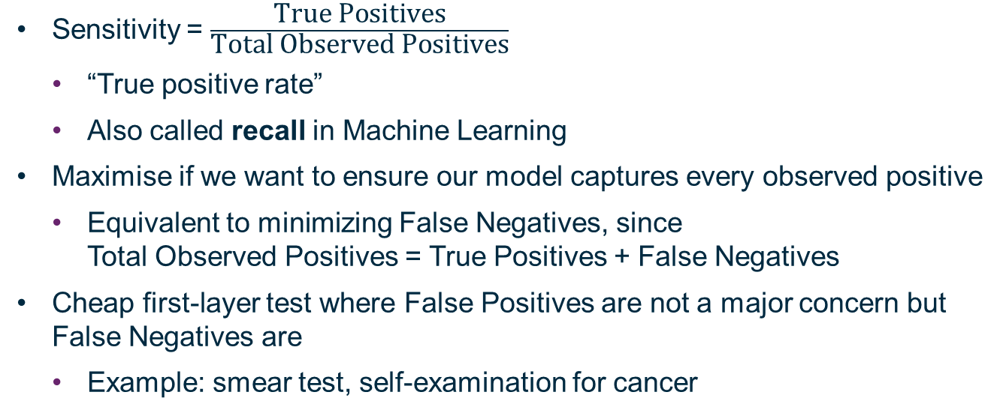 • Sensitivity = True Positives / Total Observed Positives
• “True positive rate”
• Also called recall in Machine Learning
• Maximise if we want to ensure our model captures every observed positive
• Equivalent to minimizing False Negatives, since
Total Observed Positives = True Positives + False Negatives
• Cheap first-layer test where False Positives are not a major concern but
False Negatives are
• Example: smear test, self-examination for cancer